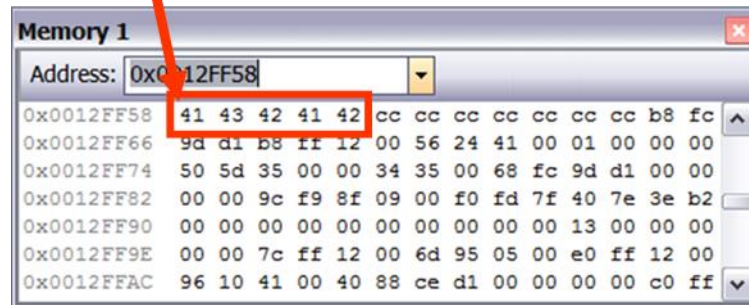 Memory 1
Address: 0x0012FF58
0x0012FF58 41 43 42 41 42 cc cc cc cc cc cc cc b8 fc
0x0012FF66 9d d1 b8 ff 12 00 56 24 41 00 01 00 00 00
0x0012FF74 50 5d 35 00 00 34 35 00 68 fc 9d d1 00 00
0x0012FF82 00 00 9c f9 8f 09 00 f0 fd 7f 40 7e 3e b2
0x0012FF90 00 00 00 00 00 00 00 00 00 00 13 00 00 00
0x0012FF9E 00 00 7c ff 12 00 6d 95 05 00 e0 ff 12 00
0x0012FFAC 96 10 41 00 40 88 ce d1 00 00 00 00 c0 ff